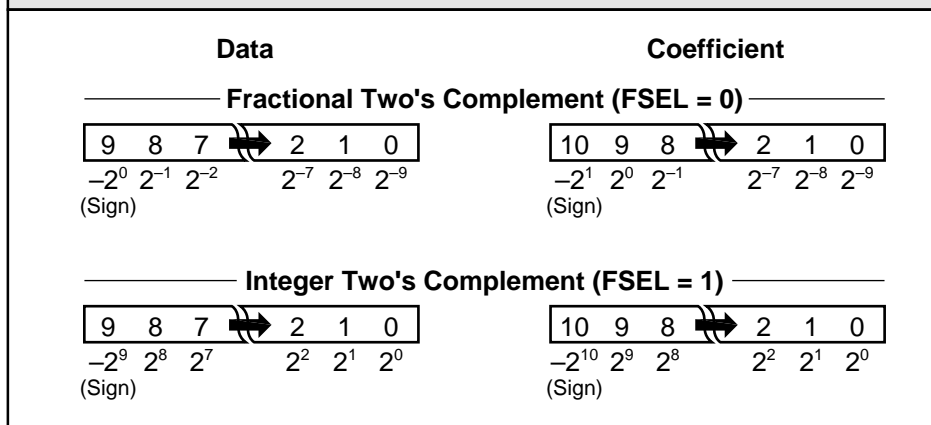 Data Coefficient
Fractional Two's Complement (FSEL = 0)
9 8 7 2 1 0 10 9 8 2 1 0
–2⁰ 2⁻¹ 2⁻² 2⁻⁷ 2⁻⁸ 2⁻⁹ –2¹ 2⁰ 2⁻¹ 2⁻⁷ 2⁻⁸ 2⁻⁹
(Sign) (Sign)
Integer Two's Complement (FSEL = 1)
9 8 7 2 1 0 10 9 8 2 1 0
–2⁹ 2⁸ 2⁷ 2² 2¹ 2⁰ –2¹⁰ 2⁹ 2⁸ 2² 2¹ 2⁰
(Sign) (Sign)